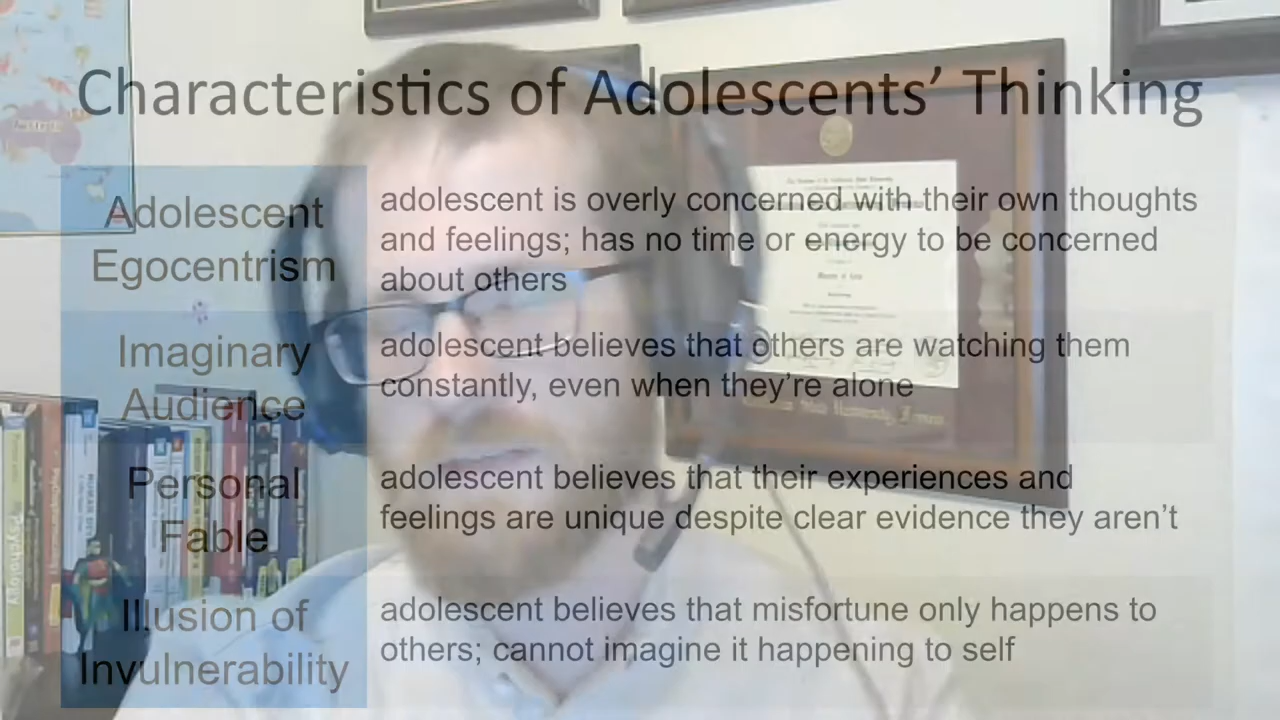 Characteristics of Adolescents’ Thinking
Adolescent
Egocentrism
adolescent is overly concerned with their own thoughts
and feelings; has no time or energy to be concerned
about others
Imaginary
Audience
adolescent believes that others are watching them
constantly, even when they’re alone
Personal
Fable
adolescent believes that their experiences and
feelings are unique despite clear evidence they aren’t
Illusion of
Invulnerability
adolescent believes that misfortune only happens to
others; cannot imagine it happening to self
Psychology